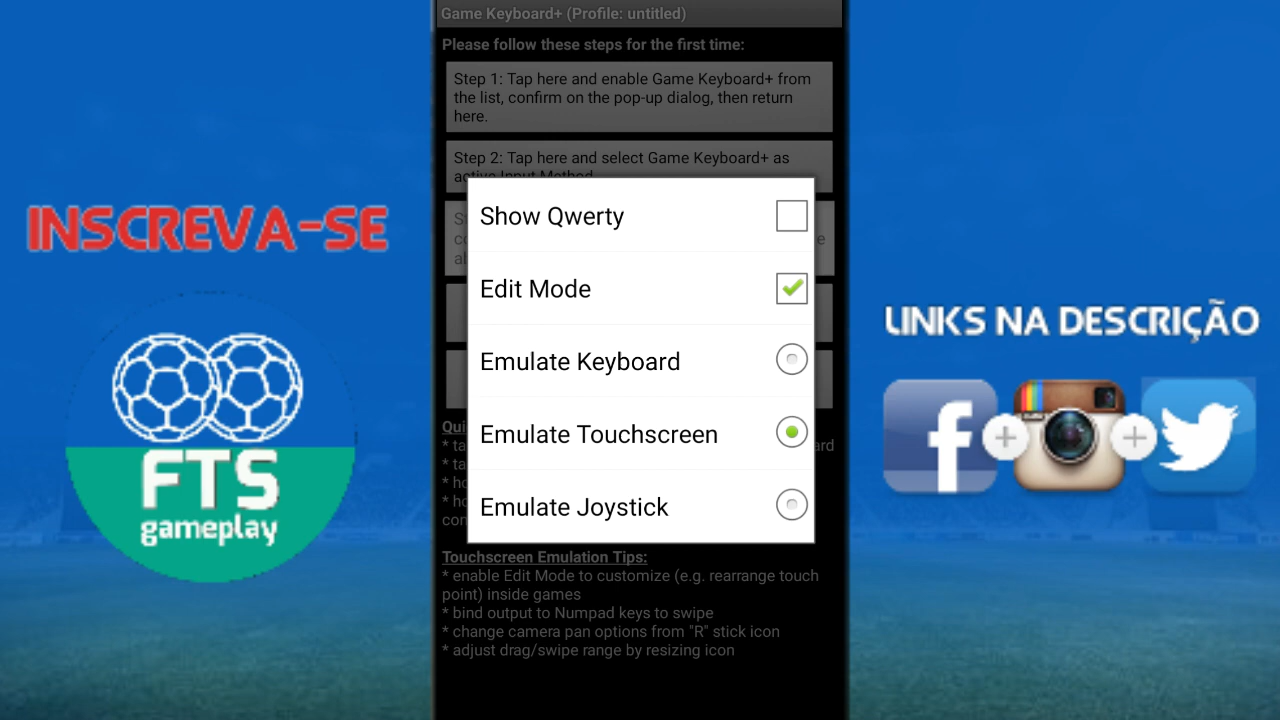 Game Keyboard+ (Profile: untitled)
Please follow these steps for the first time:
Step 1: Tap here and enable Game Keyboard+ from
the list, confirm on the pop-up dialog, then return
here.
Step 2: Tap here and select Game Keyboard+ as
active Input Method
Show Qwerty
Edit Mode
Emulate Keyboard
Emulate Touchscreen
Emulate Joystick
Touchscreen Emulation Tips:
* enable Edit Mode to customize (e.g. rearrange touch
point) inside games
* bind output to Numpad keys to swipe
* change camera pan options from "R" stick icon
* adjust drag/swipe range by resizing icon
INSCREVA-SE
FTS
gameplay
LINKS NA DESCRIÇÃO